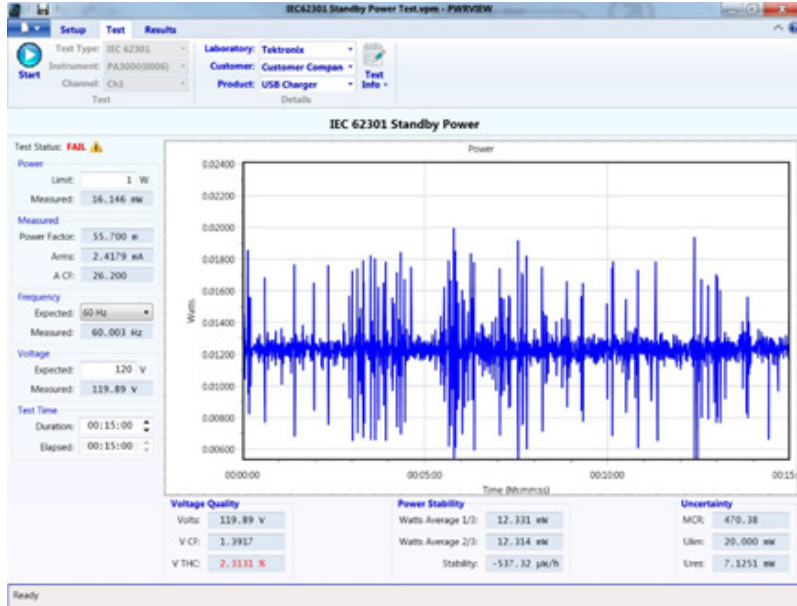 IEC62301 Standby Power Test.vpm - PWRVIEW
Setup Test Results
Start
Test Type: IEC 62301
Instrument: PA3000(0006)
Channel: Ch1
Test
Laboratory: Tektronix
Customer: Customer Compan
Product: USB Charger
Test Info
Details
IEC 62301 Standby Power
Test Status: FAIL
Power
Limit: 1 W
Measured: 16.146 mW
Measured
Power Factor: 55.700 m
Arms: 2.4179 mA
A CF: 26.200
Frequency
Expected: 60 Hz
Measured: 60.003 Hz
Voltage
Expected: 120 V
Measured: 119.89 V
Test Time
Duration: 00:15:00
Elapsed: 00:15:00
Power
Watts
0.02400
0.02200
0.02000
0.01800
0.01600
0.01400
0.01200
0.01000
0.00800
0.00600
00:00:00 00:05:00 00:10:00 00:15:
Time (hh:mm:ss)
Voltage Quality
Volts: 119.89 V
V CF: 1.3917
V THC: 2.3131 %
Power Stability
Watts Average 1/3: 12.331 mW
Watts Average 2/3: 12.314 mW
Stability: -537.32 µW/h
Uncertainty
MCR: 470.38
Ulim: 20.000 mW
Ures: 7.1251 mW
Ready